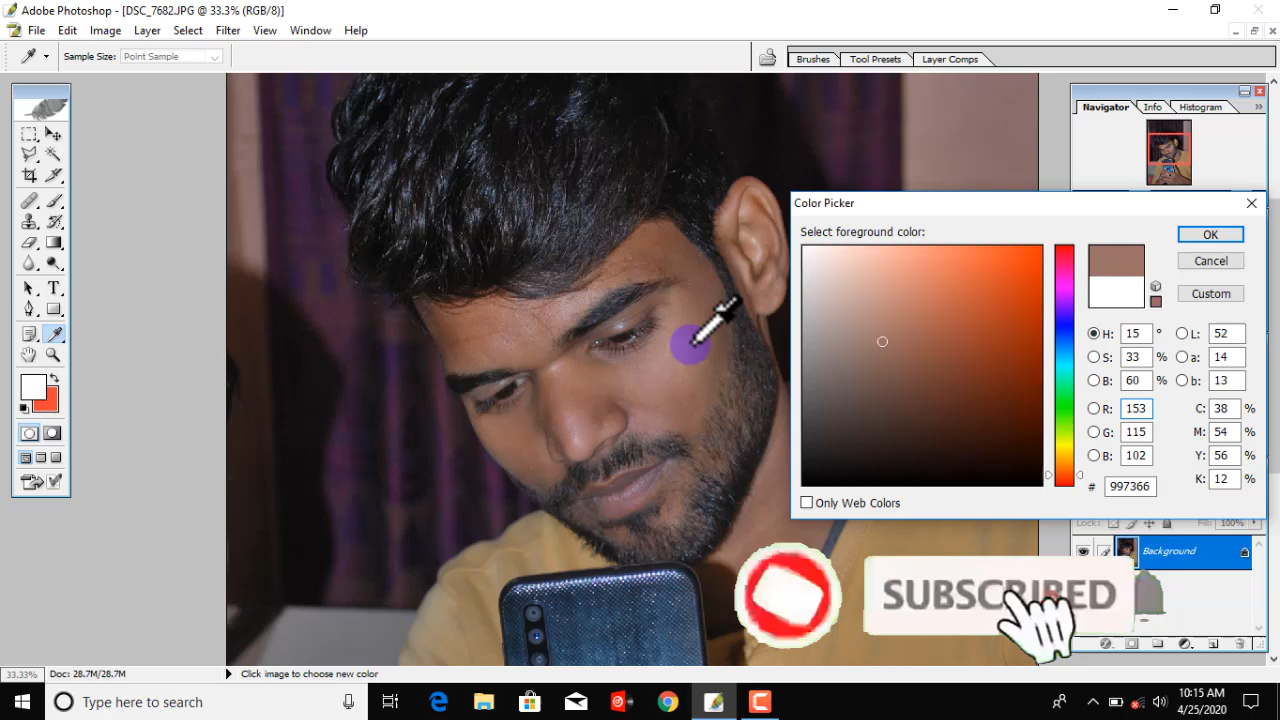 Adobe Photoshop - [DSC_7682.JPG @ 33.3% (RGB/8)]
File Edit Image Layer Select Filter View Window Help
Sample Size: Point Sample
Brushes Tool Presets Layer Comps
Navigator Info Histogram »
Color Picker
Select foreground color:
OK
Cancel
Custom
H: 15 ° L: 52
S: 33 % a: 14
B: 60 % b: 13
R: 153 C: 38 %
G: 115 M: 54 %
B: 102 Y: 56 %
# 997366 K: 12 %
Only Web Colors
T
Lock: Fill: 100%
Background
SUBSCRIBED
33.33% Doc: 28.7M/28.7M Click image to choose new color
Type here to search
10:15 AM
4/25/2020